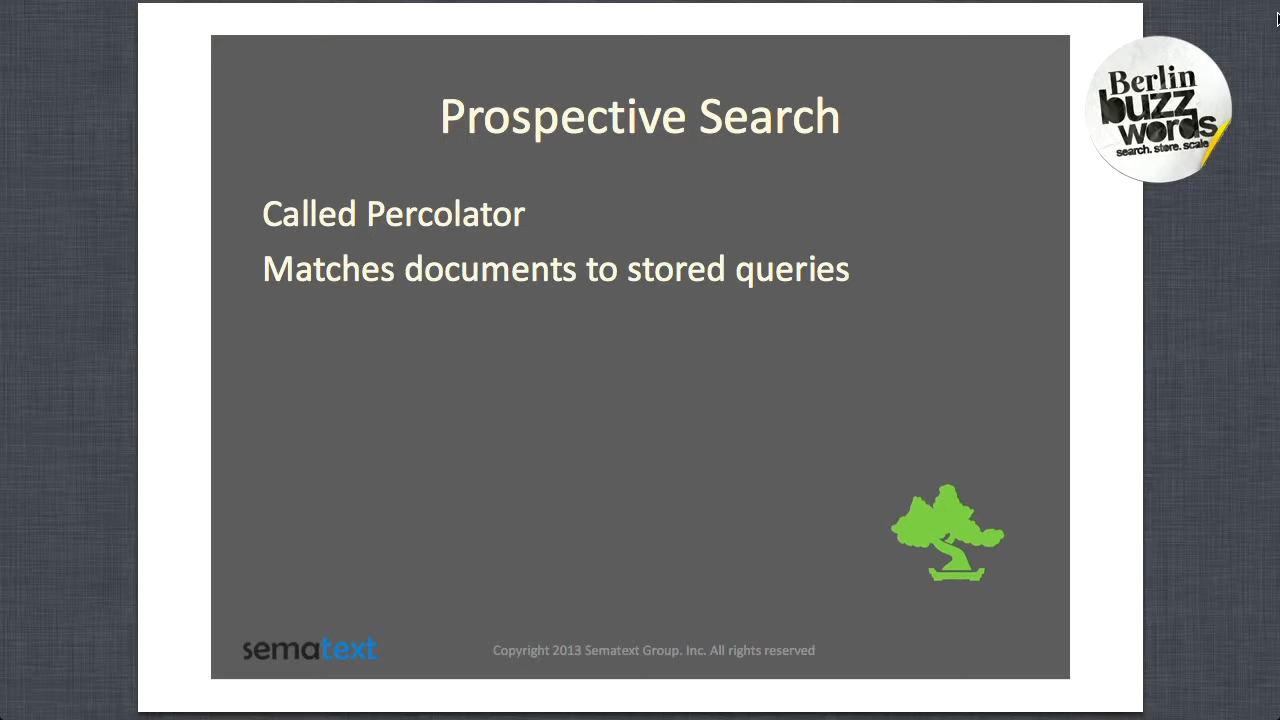 Prospective Search
Called Percolator
Matches documents to stored queries
sematext
Copyright 2013 Sematext Group. Inc. All rights reserved
Berlin
buzz
words
search. store. scale